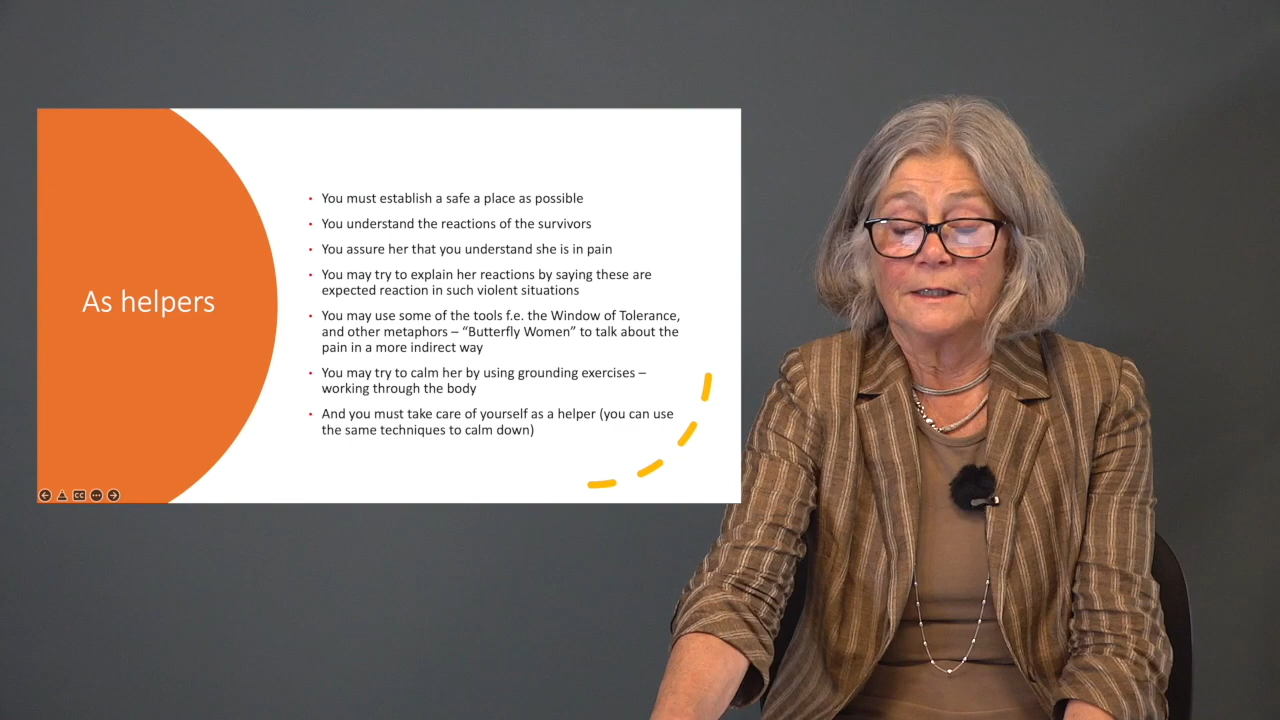 As helpers
• You must establish a safe a place as possible
• You understand the reactions of the survivors
• You assure her that you understand she is in pain
• You may try to explain her reactions by saying these are
expected reaction in such violent situations
• You may use some of the tools f.e. the Window of Tolerance,
and other metaphors – “Butterfly Women” to talk about the
pain in a more indirect way
• You may try to calm her by using grounding exercises –
working through the body
• And you must take care of yourself as a helper (you can use
the same techniques to calm down)
CC